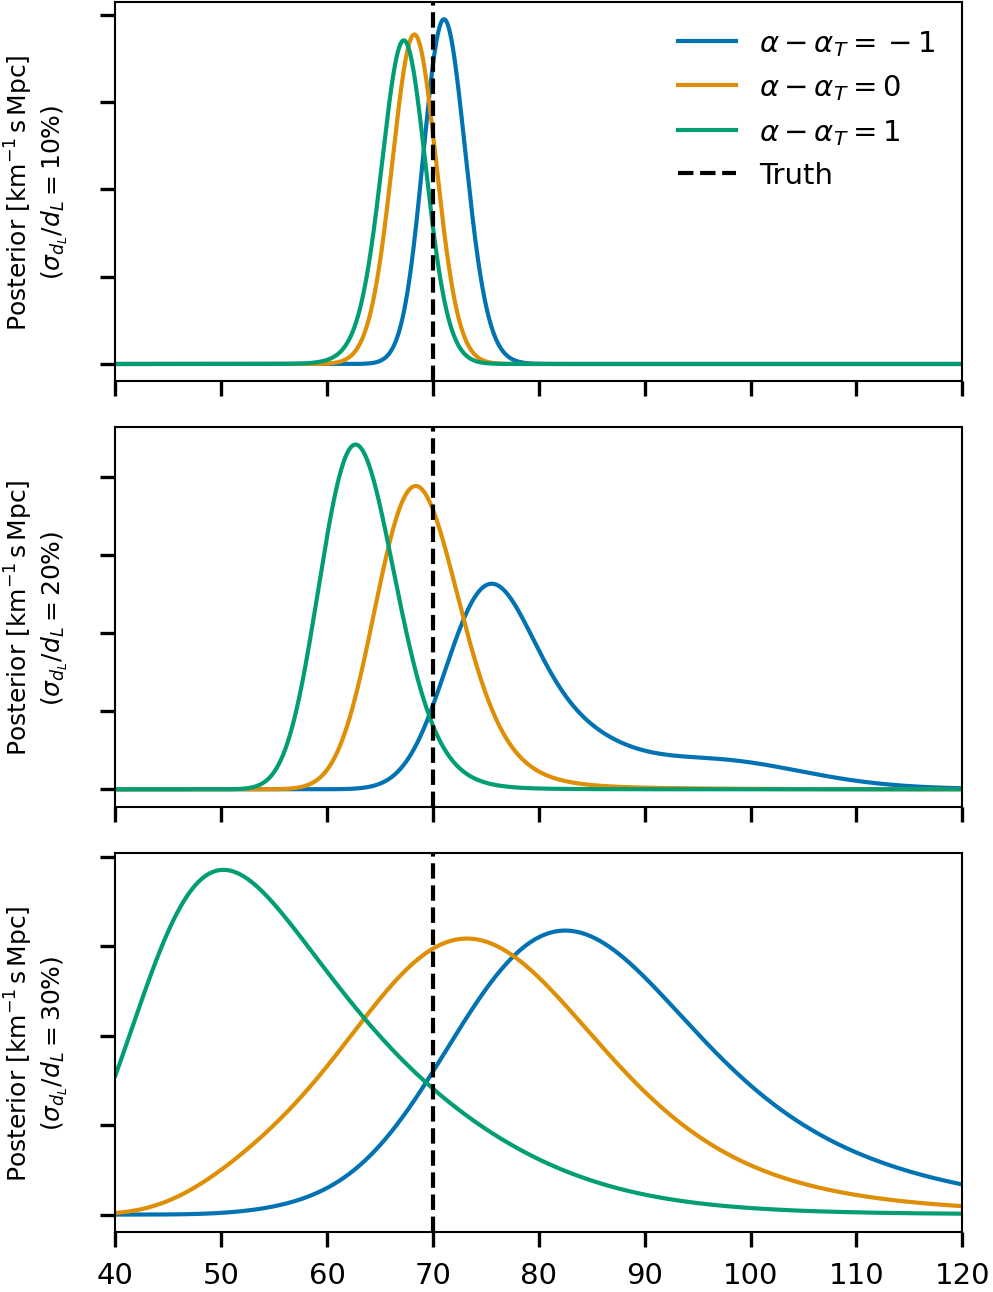 Posterior [km⁻¹ s Mpc]
(σ_{d_L}/d_L = 10%)
α − α_T = −1
α − α_T = 0
α − α_T = 1
Truth
Posterior [km⁻¹ s Mpc]
(σ_{d_L}/d_L = 20%)
Posterior [km⁻¹ s Mpc]
(σ_{d_L}/d_L = 30%)
40 50 60 70 80 90 100 110 120